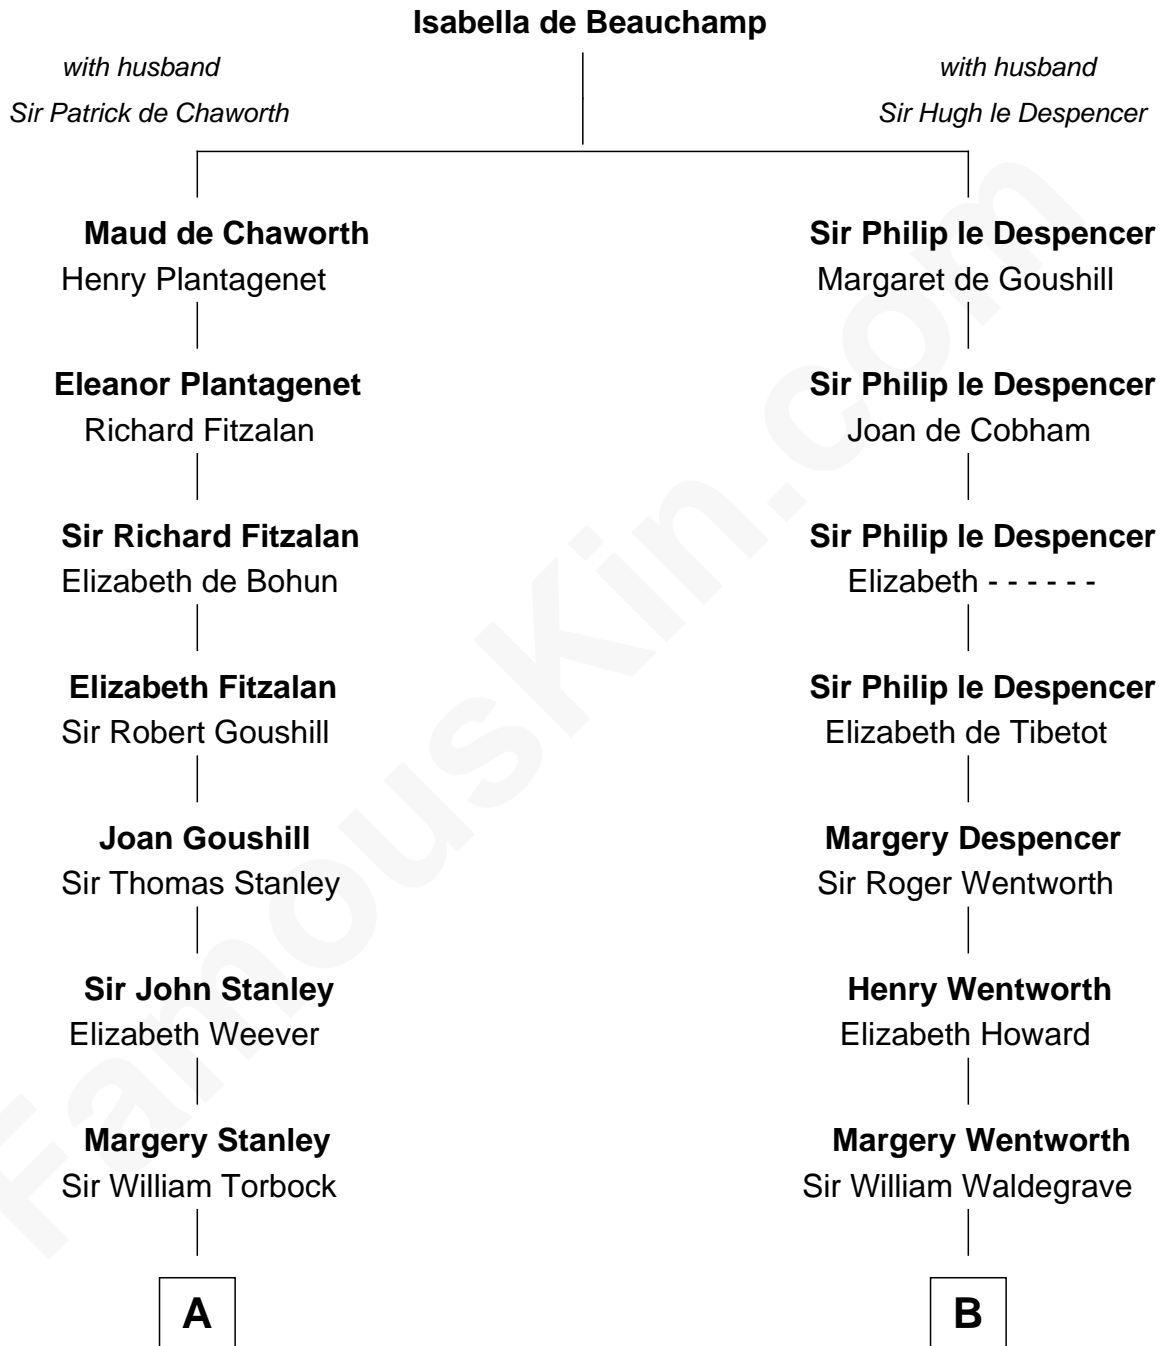 Isabella de Beauchamp
with husband
Sir Patrick de Chaworth
with husband
Sir Hugh le Despencer
Maud de Chaworth
Henry Plantagenet
Sir Philip le Despencer
Margaret de Goushill
Eleanor Plantagenet
Richard Fitzalan
Sir Philip le Despencer
Joan de Cobham
Sir Richard Fitzalan
Elizabeth de Bohun
Sir Philip le Despencer
Elizabeth - - - - - -
Elizabeth Fitzalan
Sir Robert Goushill
Sir Philip le Despencer
Elizabeth de Tibetot
Joan Goushill
Sir Thomas Stanley
Margery Despencer
Sir Roger Wentworth
Sir John Stanley
Elizabeth Weever
Henry Wentworth
Elizabeth Howard
Margery Stanley
Sir William Torbock
Margery Wentworth
Sir William Waldegrave
A
B
FamousKin.com